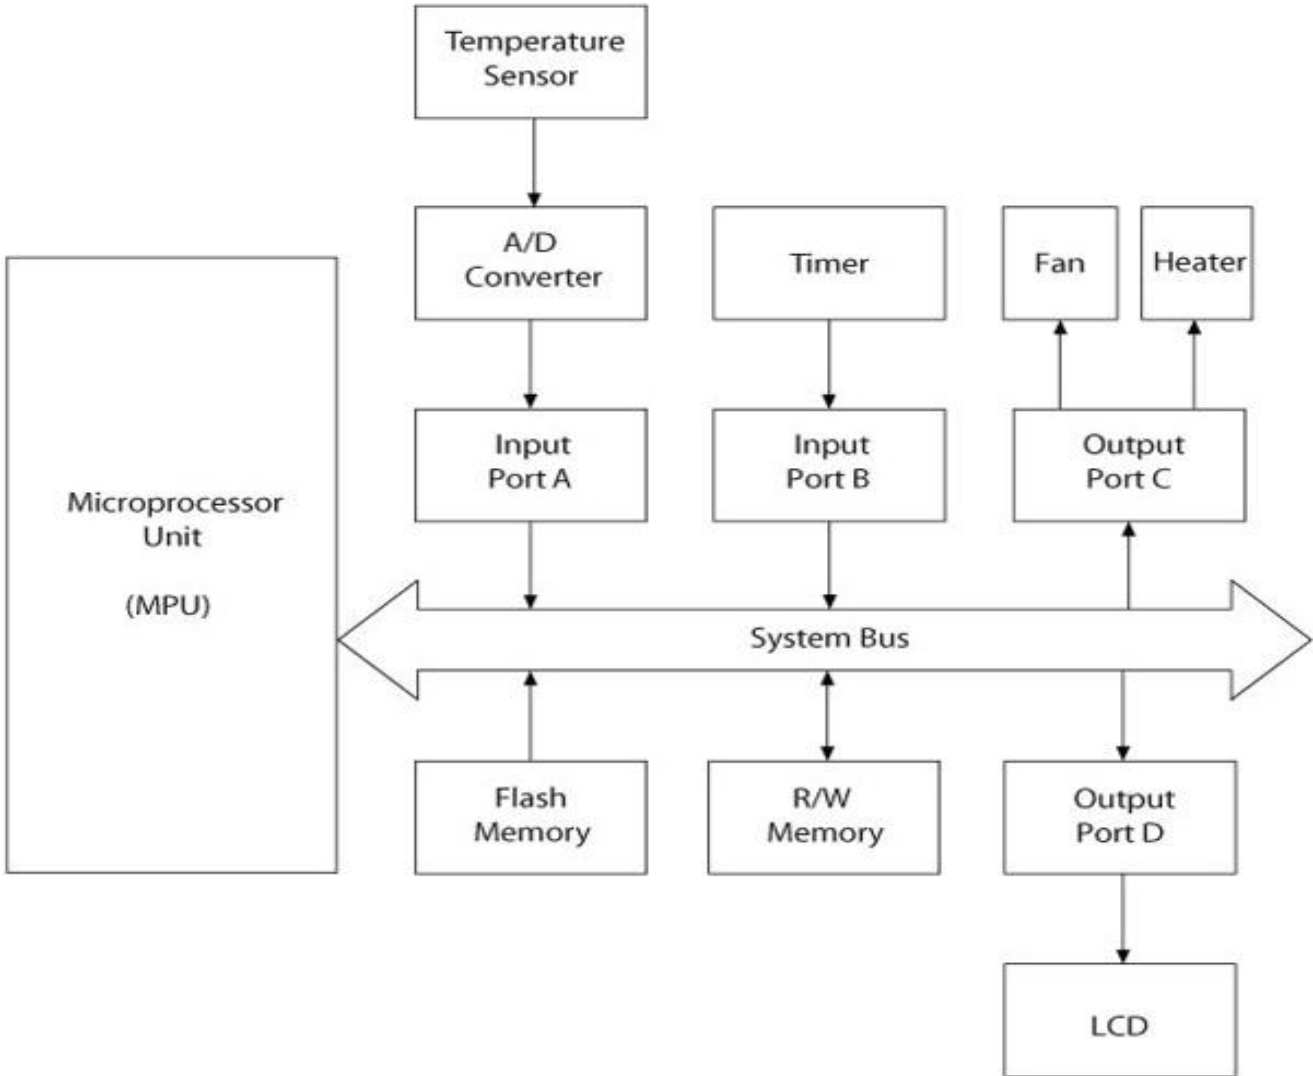 Temperature
Sensor
A/D
Converter
Timer
Fan
Heater
Input
Port A
Input
Port B
Output
Port C
Microprocessor
Unit
(MPU)
System Bus
Flash
Memory
R/W
Memory
Output
Port D
LCD